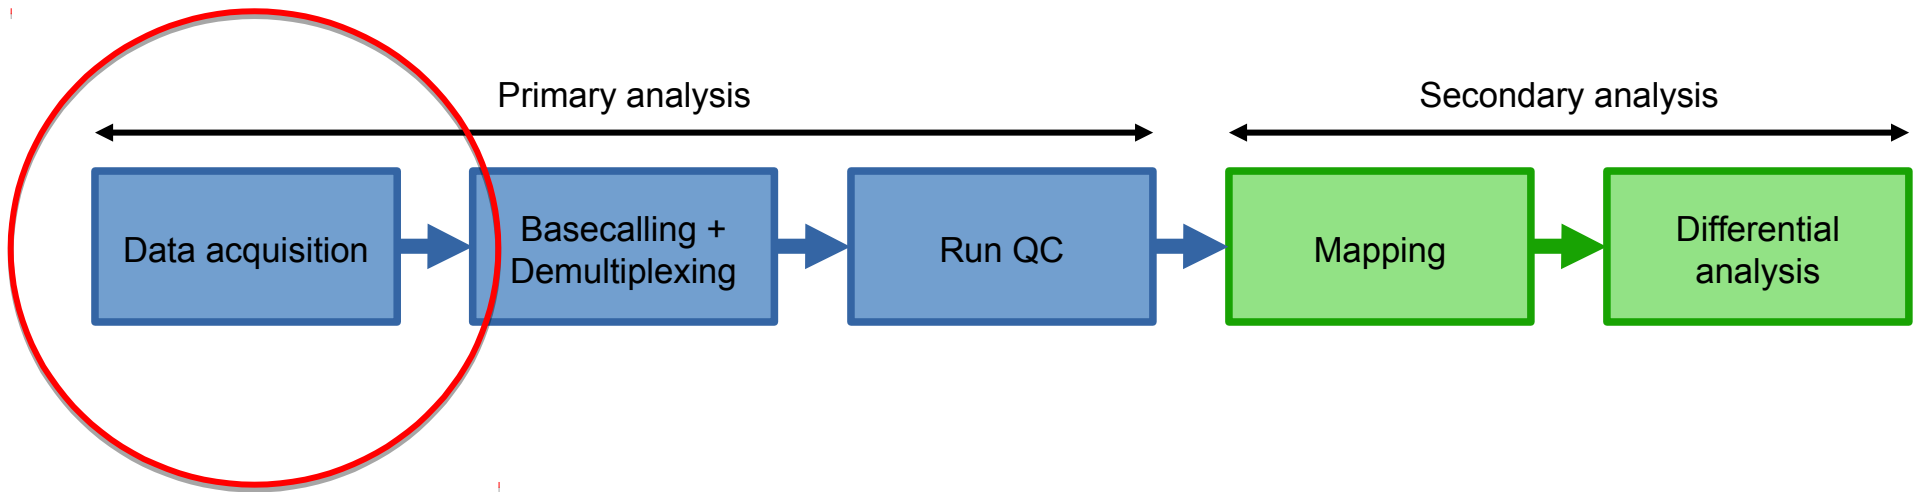 Primary analysis
Secondary analysis
Data acquisition
Basecalling +
Demultiplexing
Run QC
Mapping
Differential
analysis